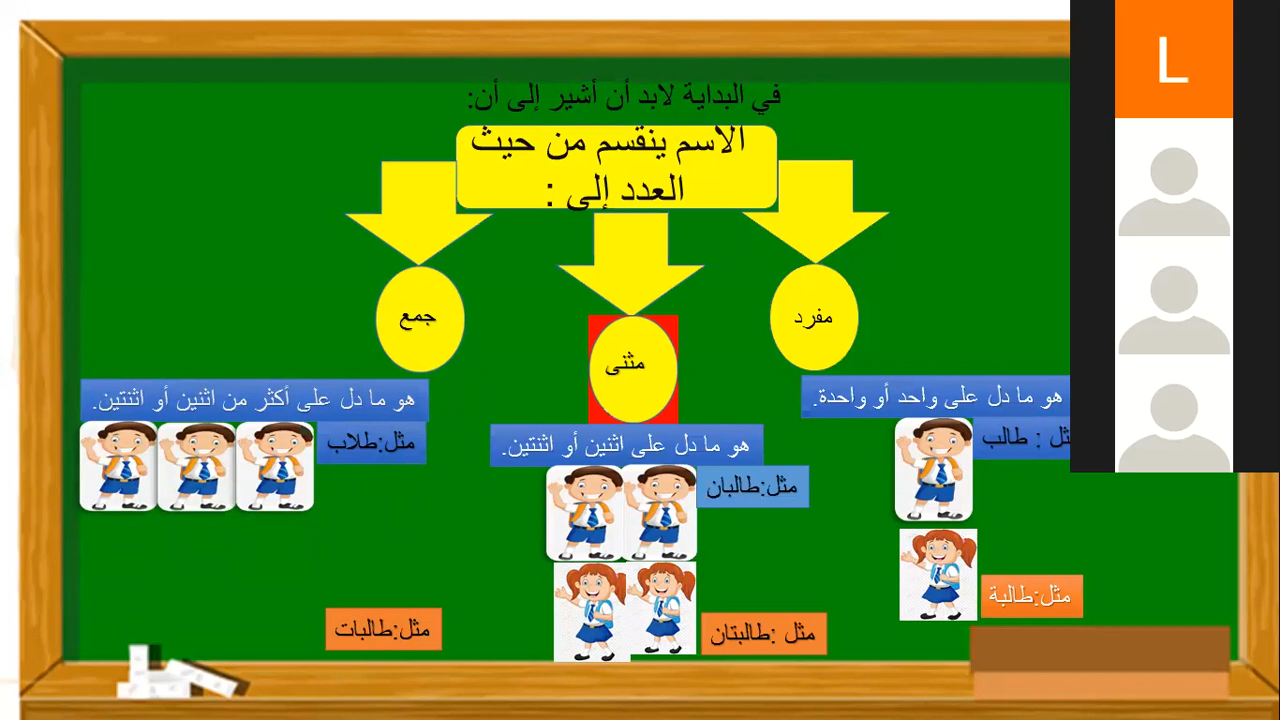 في البداية لابد أن أشير إلى أن:
الاسم ينقسم من حيث
العدد إلى :
مفرد
مثنى
جمع
هو ما دل على واحد أو واحدة.
مثل : طالب
مثل:طالبة
هو ما دل على اثنين أو اثنتين.
مثل:طالبان
مثل :طالبتان
هو ما دل على أكثر من اثنين أو اثنتين.
مثل:طلاب
مثل:طالبات
L